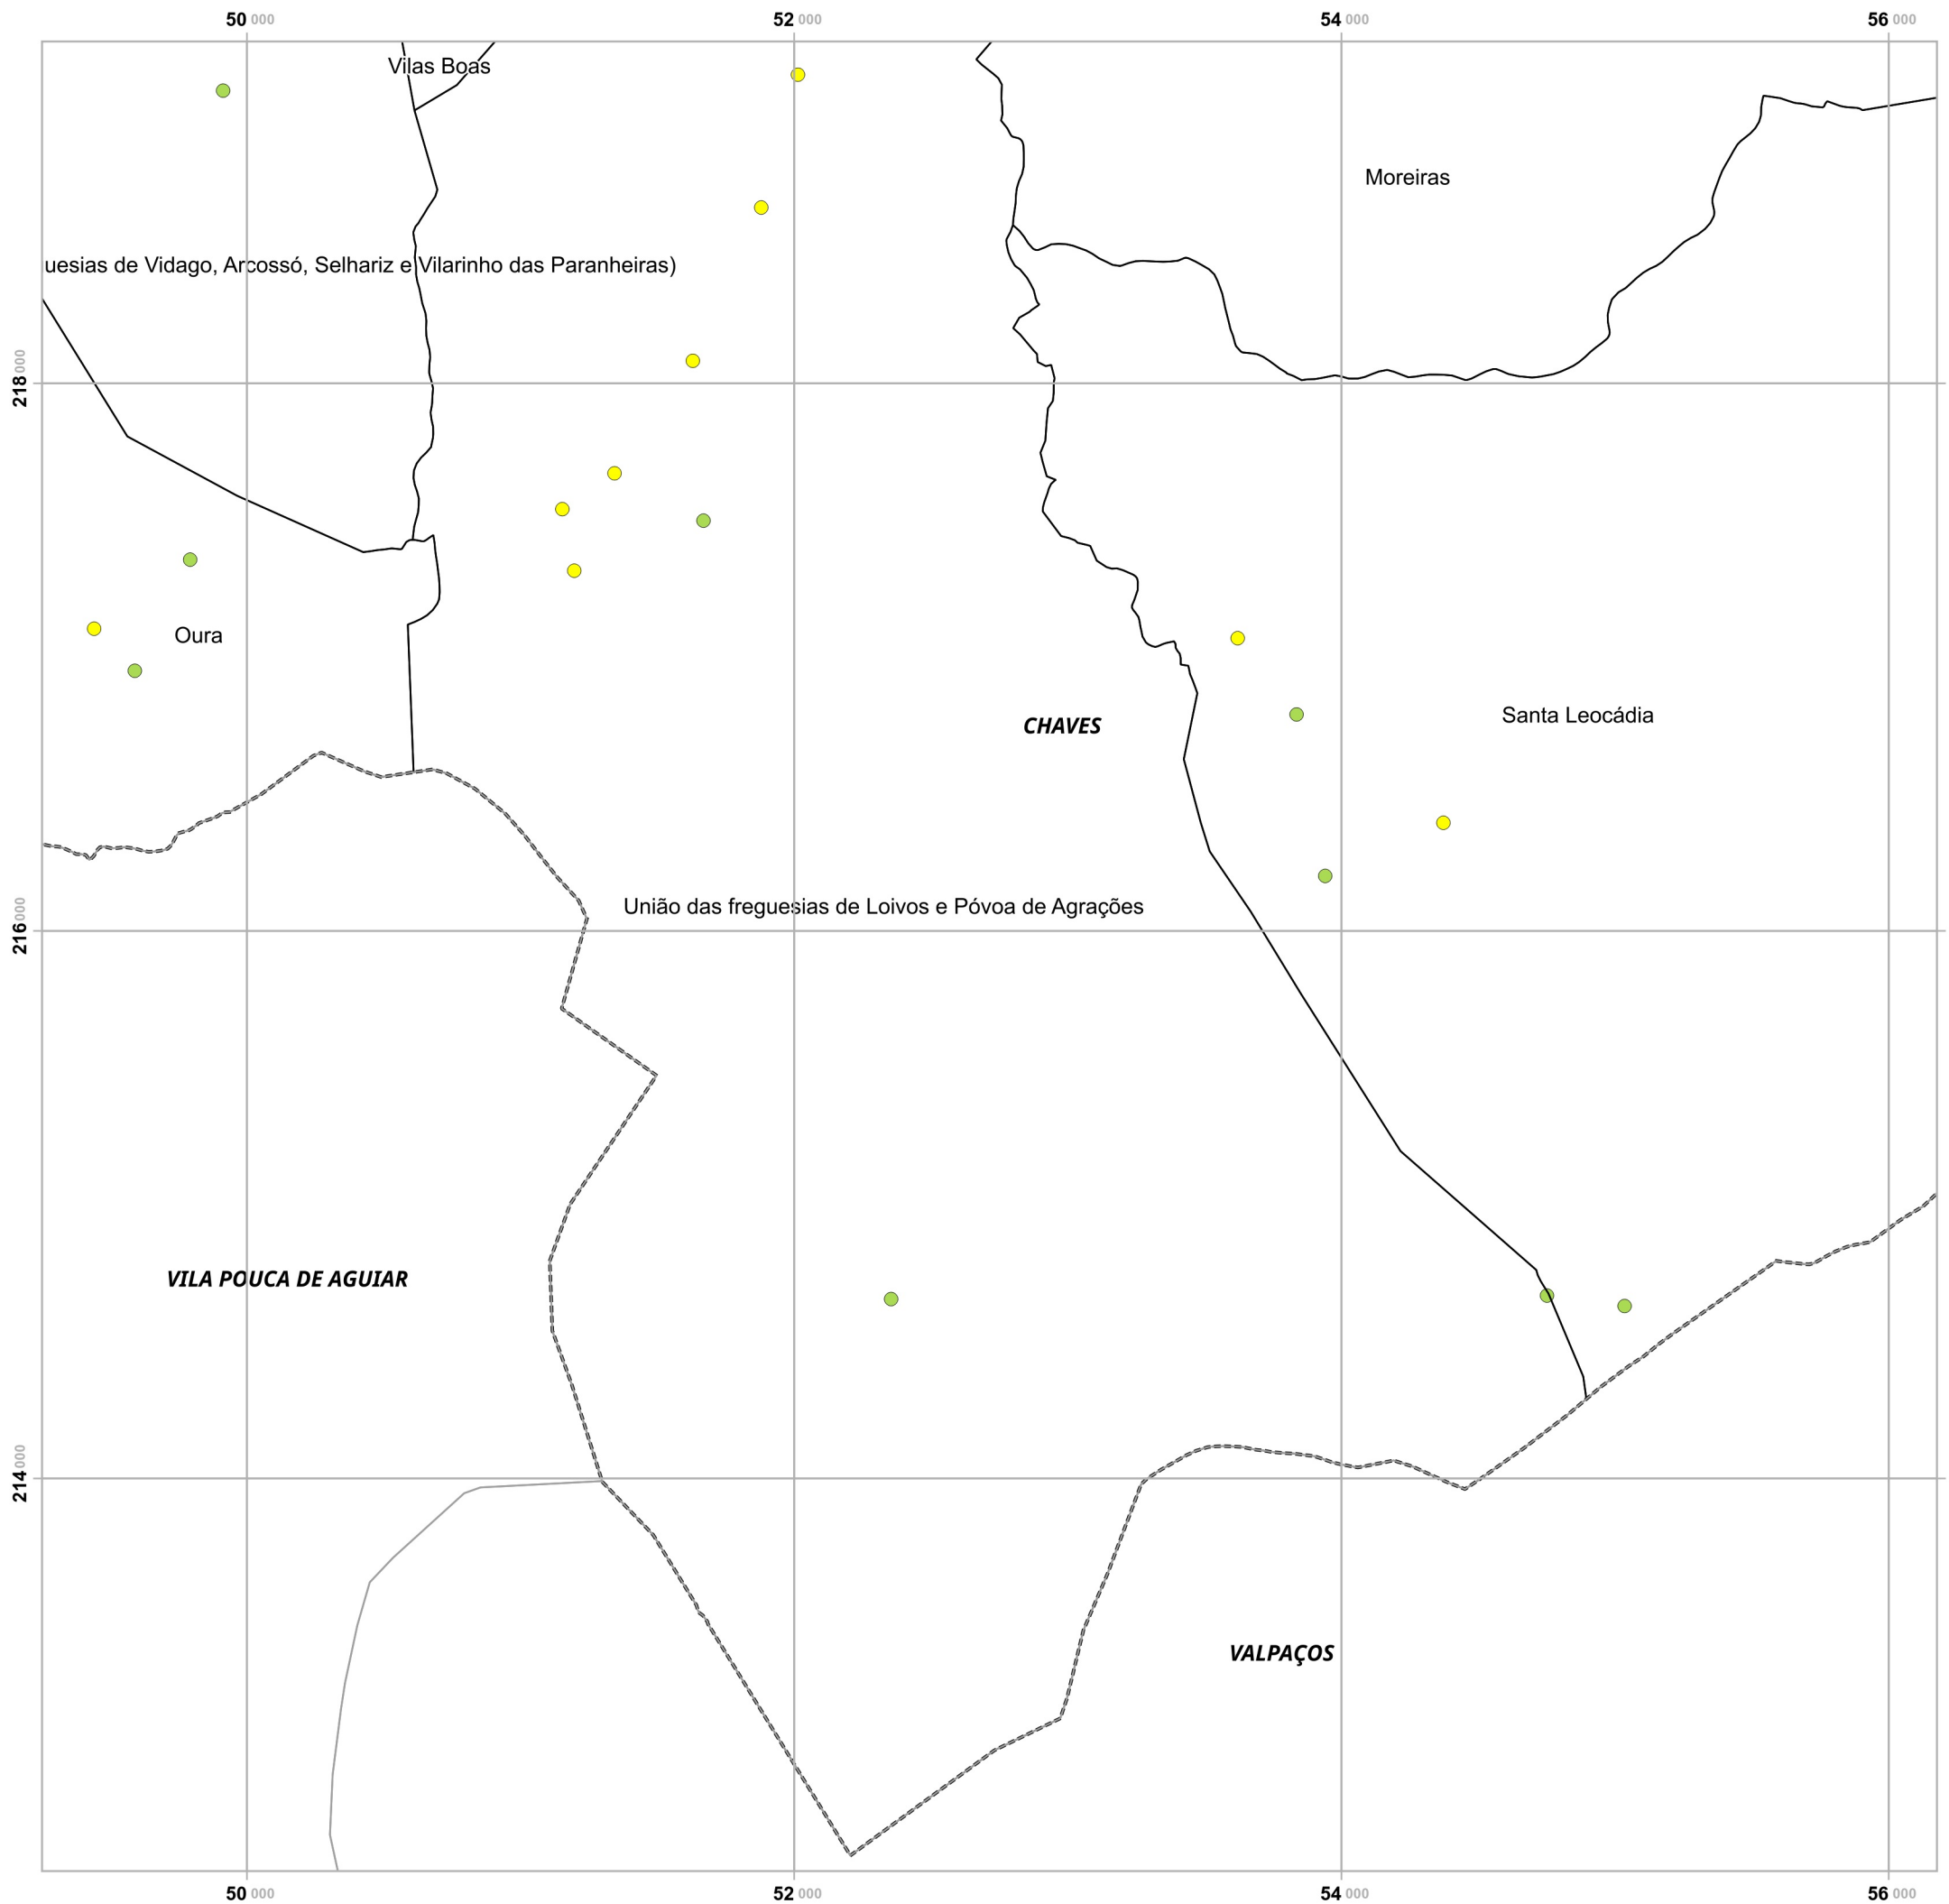 50 000 52 000 54 000 56 000
Vilas Boas
Moreiras
uesias de Vidago, Arcossó, Selhariz e Vilarinho das Paranheiras)
218 000
Oura
CHAVES
Santa Leocádia
União das freguesias de Loivos e Póvoa de Agrações
216 000
VILA POUCA DE AGUIAR
214 000
VALPAÇOS
50 000 52 000 54 000 56 000